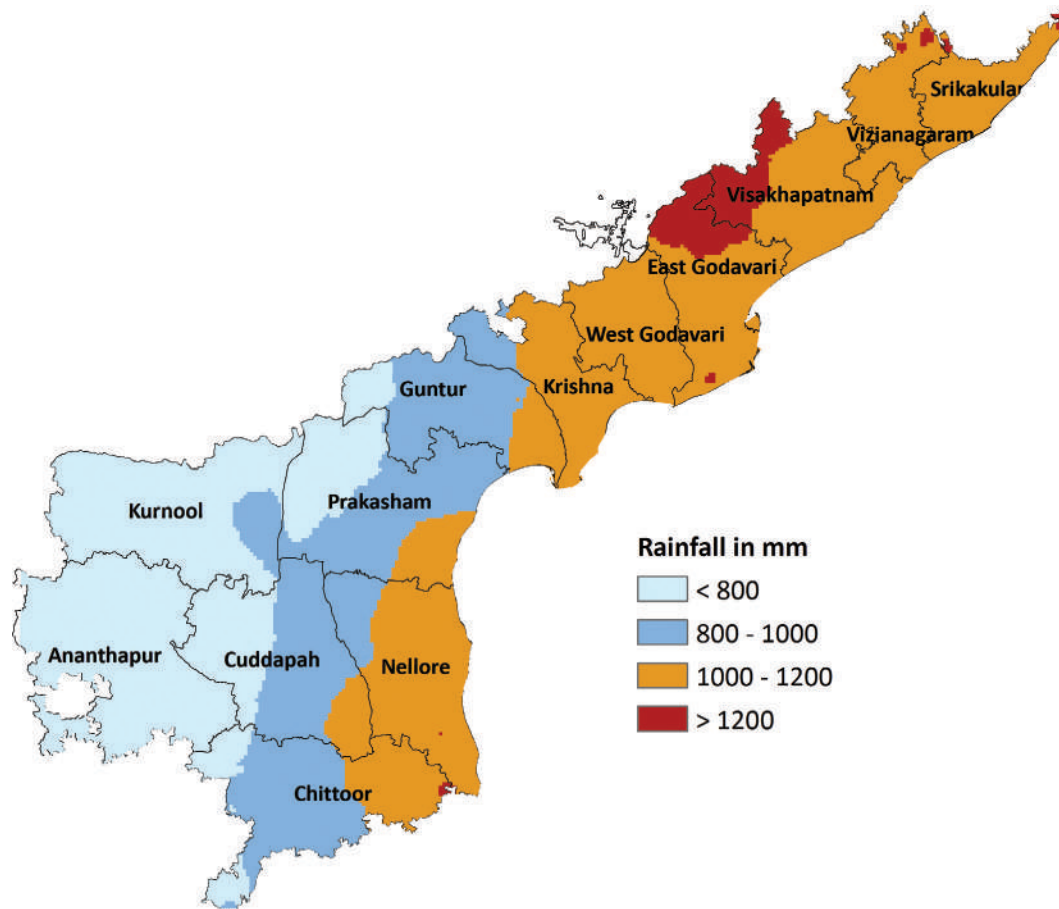 Srikakular
Vizianagaram
Visakhapatnam
East Godavari
West Godavari
Krishna
Guntur
Prakasham
Kurnool
Ananthapur
Cuddapah
Nellore
Chittoor
Rainfall in mm
< 800
800 - 1000
1000 - 1200
> 1200